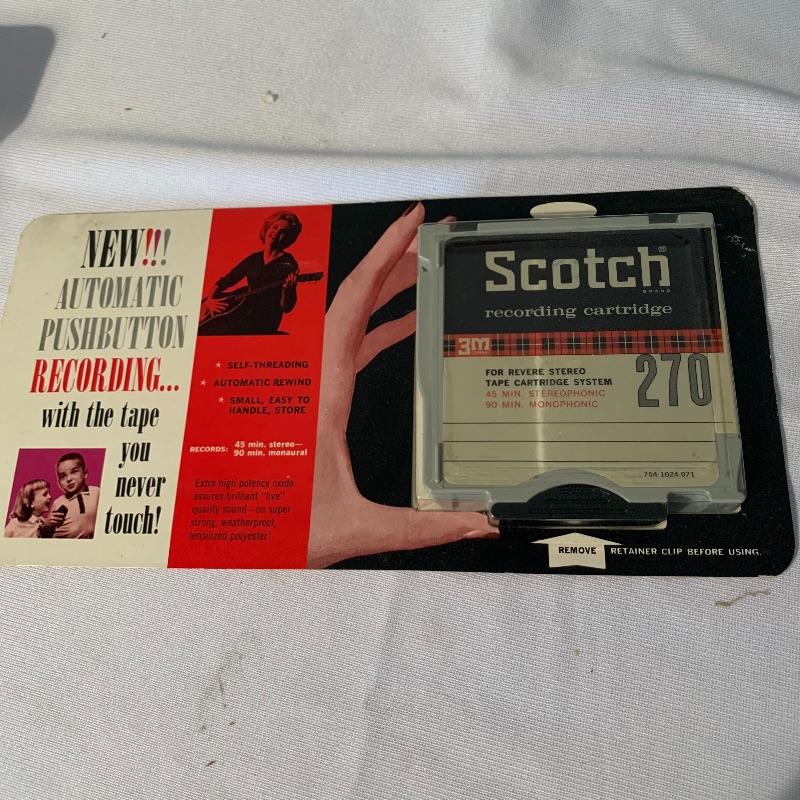 NEW!!!
AUTOMATIC
PUSHBUTTON
RECORDING...
with the tape
you
never
touch!
★ SELF-THREADING
★ AUTOMATIC REWIND
★ SMALL, EASY TO
HANDLE, STORE
RECORDS: 45 min. stereo—
90 min. monaural
Extra high potency oxide
assures brilliant "live"
quality sound—on super
strong, weatherproof,
tensilized polyester!
Scotch®
BRAND
recording cartridge
3M
FOR REVERE STEREO
TAPE CARTRIDGE SYSTEM
45 MIN. STEREOPHONIC
90 MIN. MONOPHONIC
270
754-1024-071
REMOVE RETAINER CLIP BEFORE USING.